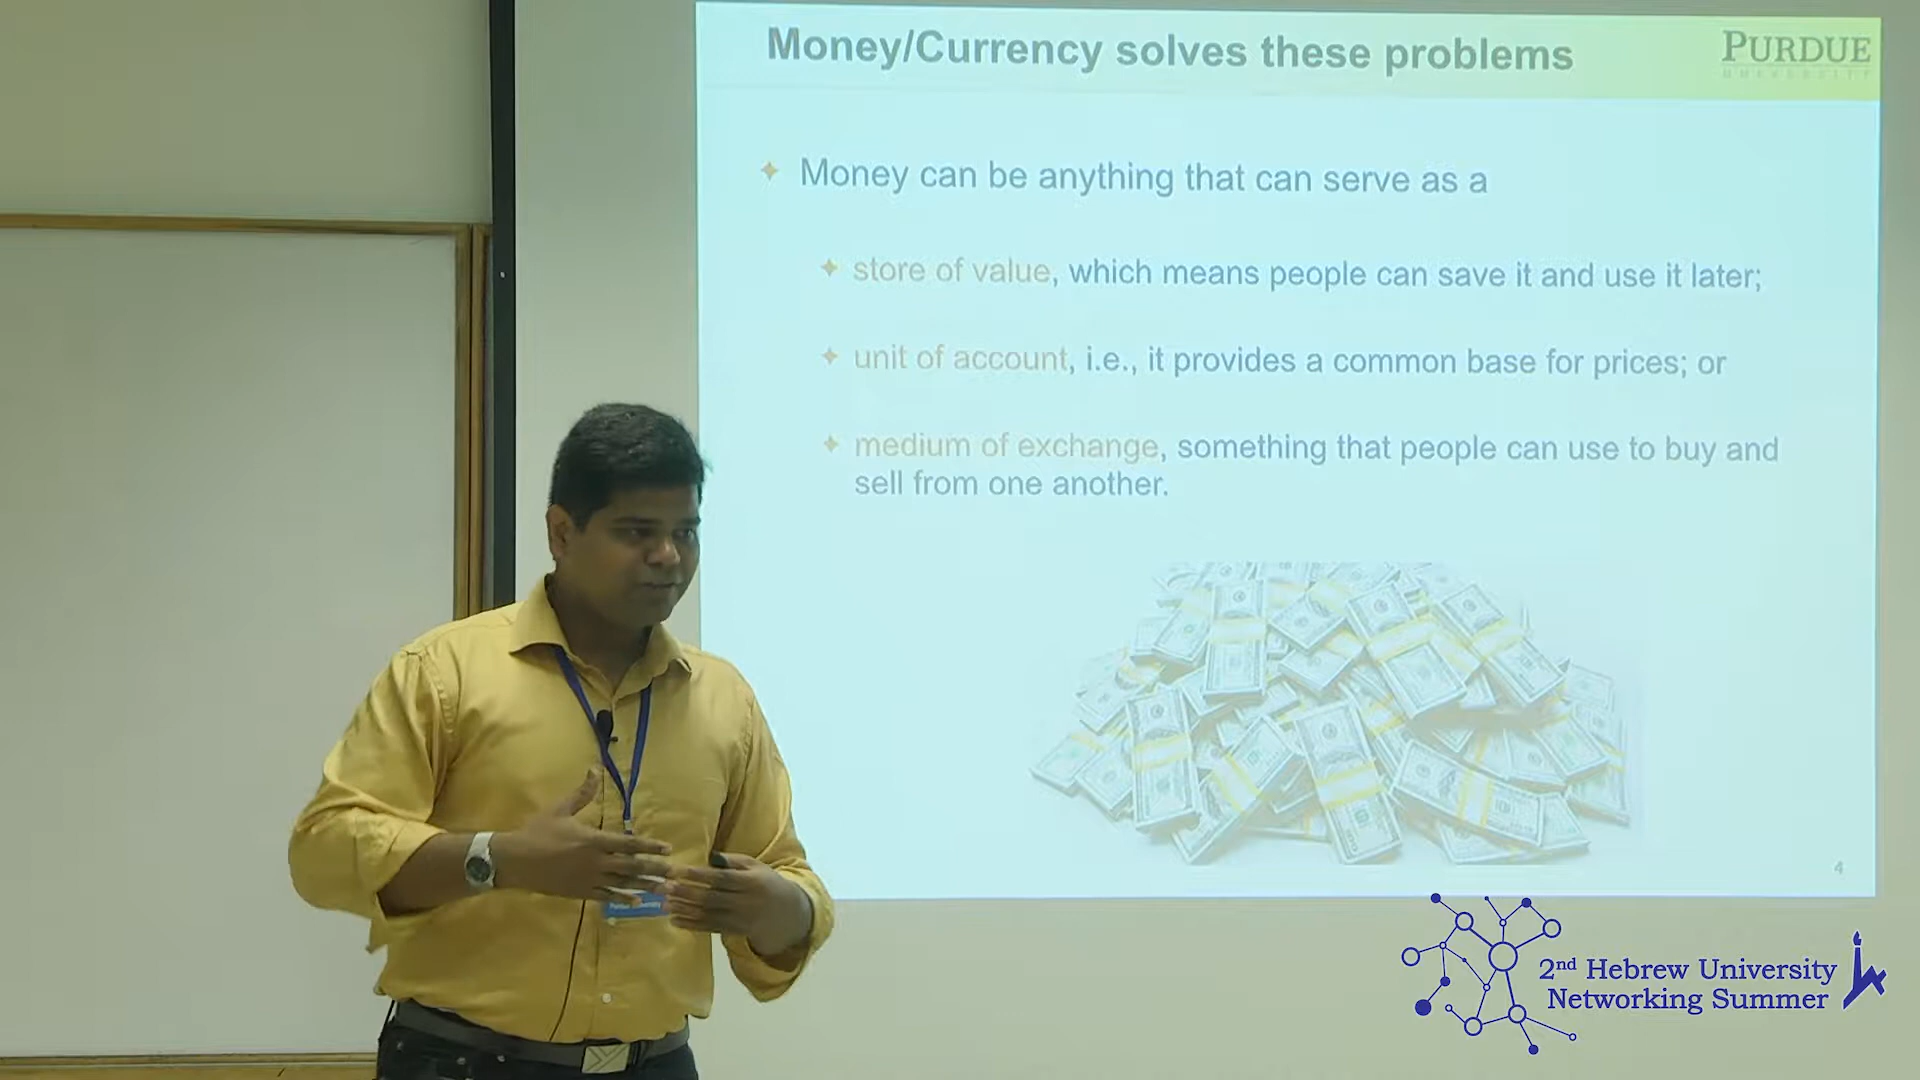 Money/Currency solves these problems
PURDUE
UNIVERSITY
Money can be anything that can serve as a
store of value, which means people can save it and use it later;
unit of account, i.e., it provides a common base for prices; or
medium of exchange, something that people can use to buy and
sell from one another.
4
2nd Hebrew University
Networking Summer